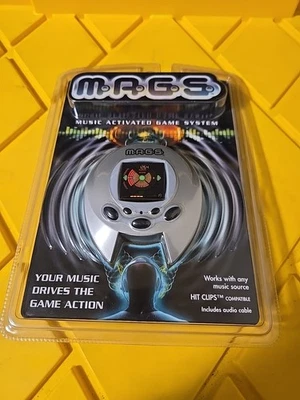 M.A.G.S.
MUSIC ACTIVATED GAME SYSTEM
M.A.G.S.
YOUR MUSIC
DRIVES THE
GAME ACTION
Works with any
music source
HIT CLIPS™ COMPATIBLE
Includes audio cable